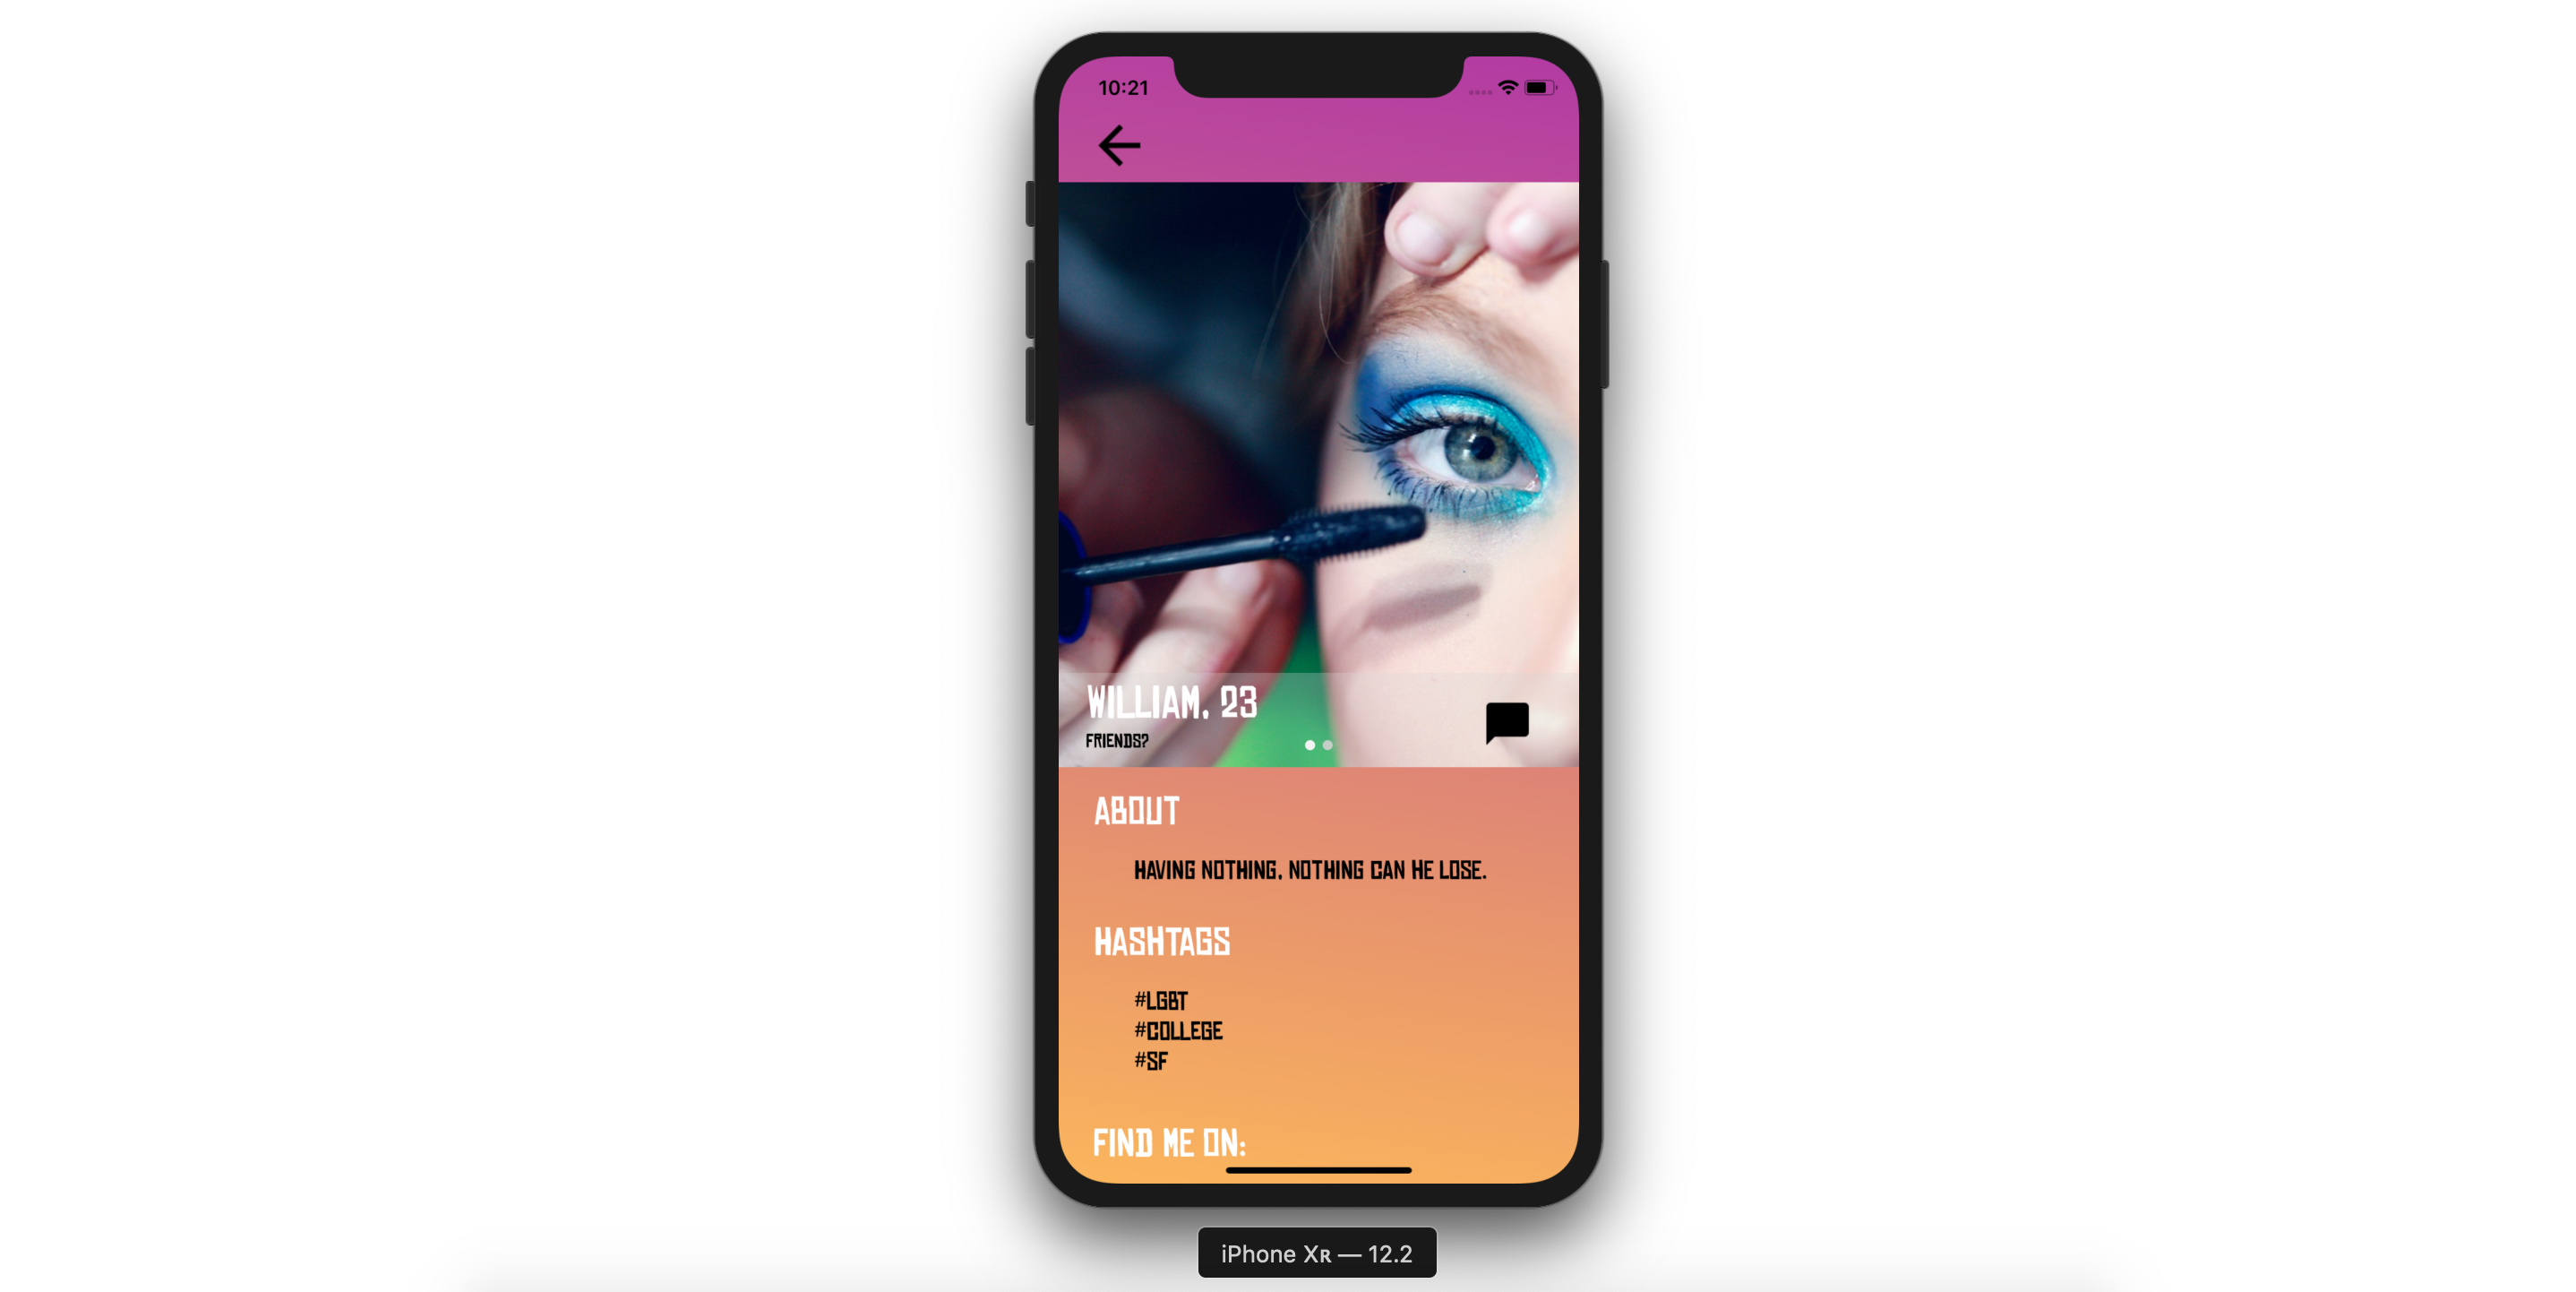 10:21
WILLIAM, 23
FRIENDS?
ABOUT
HAVING NOTHING, NOTHING CAN HE LOSE.
HASHTAGS
#LGBT
#COLLEGE
#SF
FIND ME ON:
iPhone Xʀ — 12.2